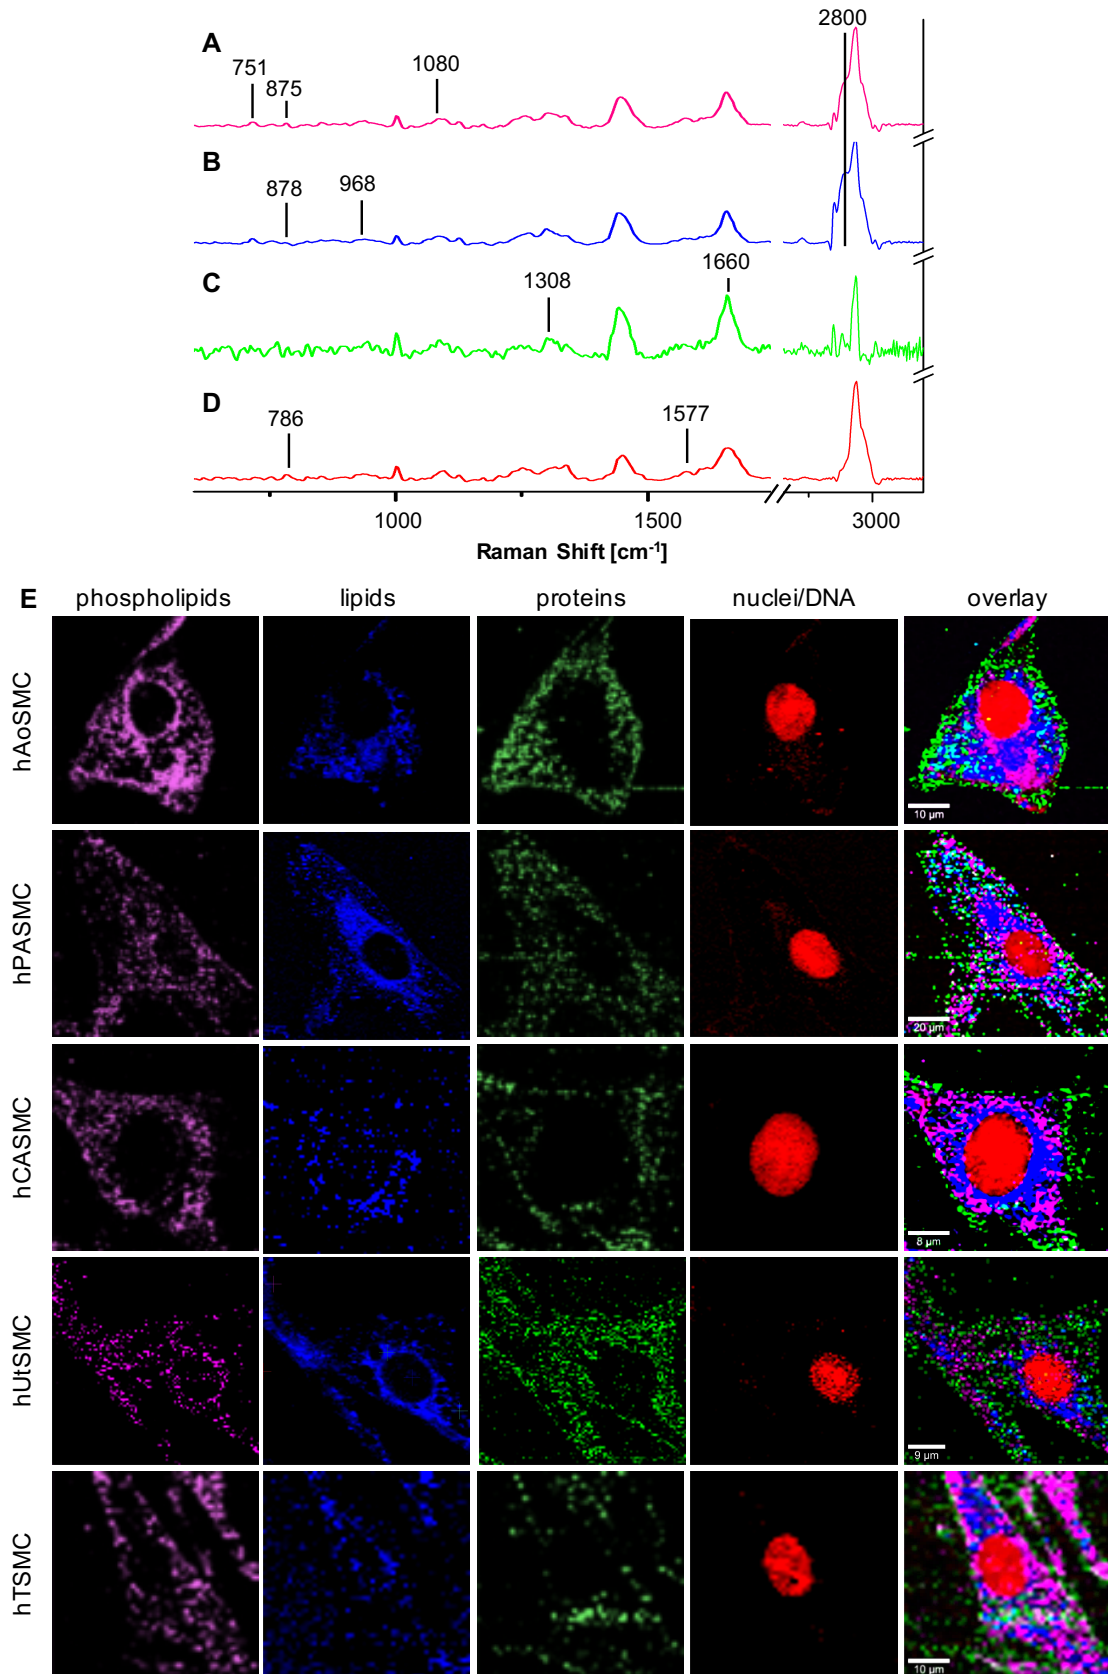 2800
A
751
875
1080
B
878
968
C
1308
1660
D
786
1577
1000
1500
3000
Raman Shift [cm-1]
E
phospholipids
lipids
proteins
nuclei/DNA
overlay
hAoSMC
10 µm
hPASMC
20 µm
hCASMC
8 µm
hUtSMC
9 µm
hTSMC
10 µm